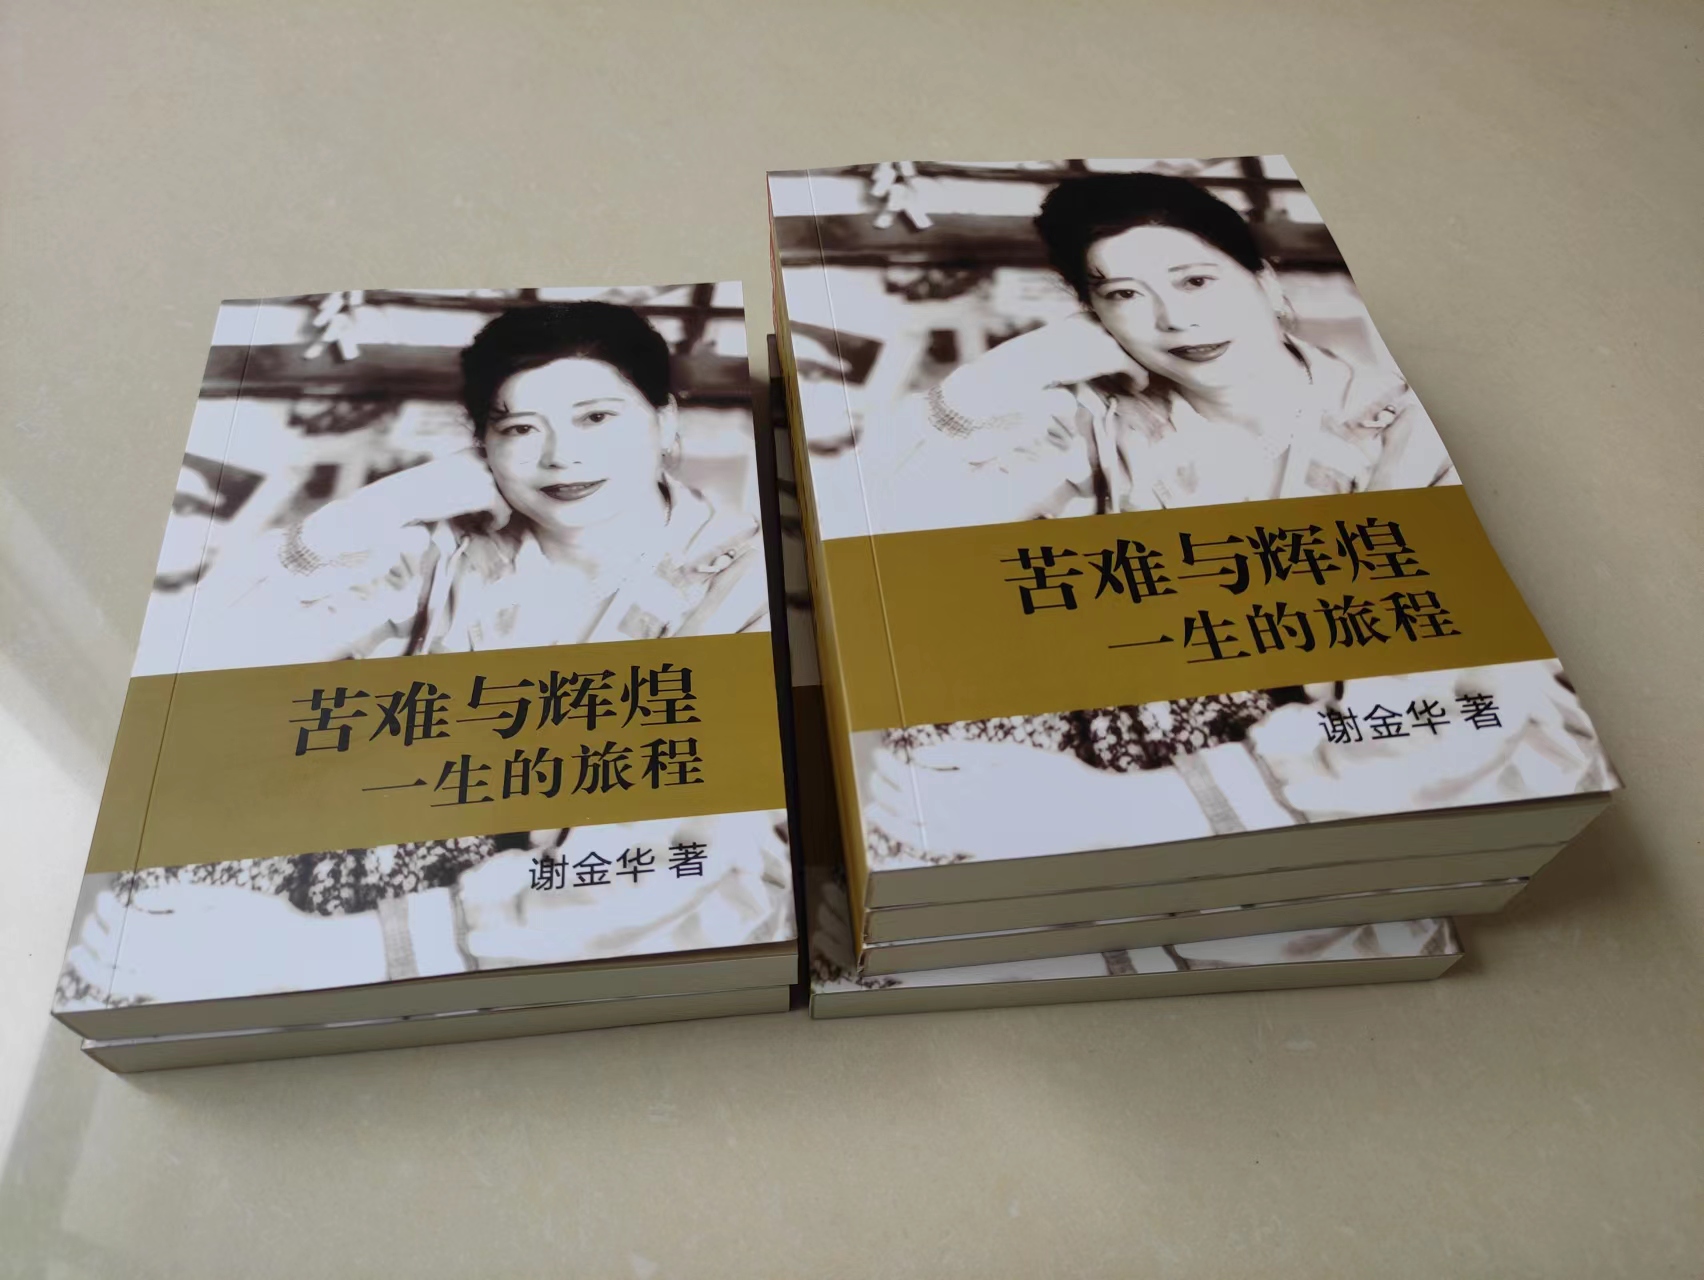 苦难与辉煌
一生的旅程
谢金华 著
苦难与辉煌
一生的旅程
谢金华 著